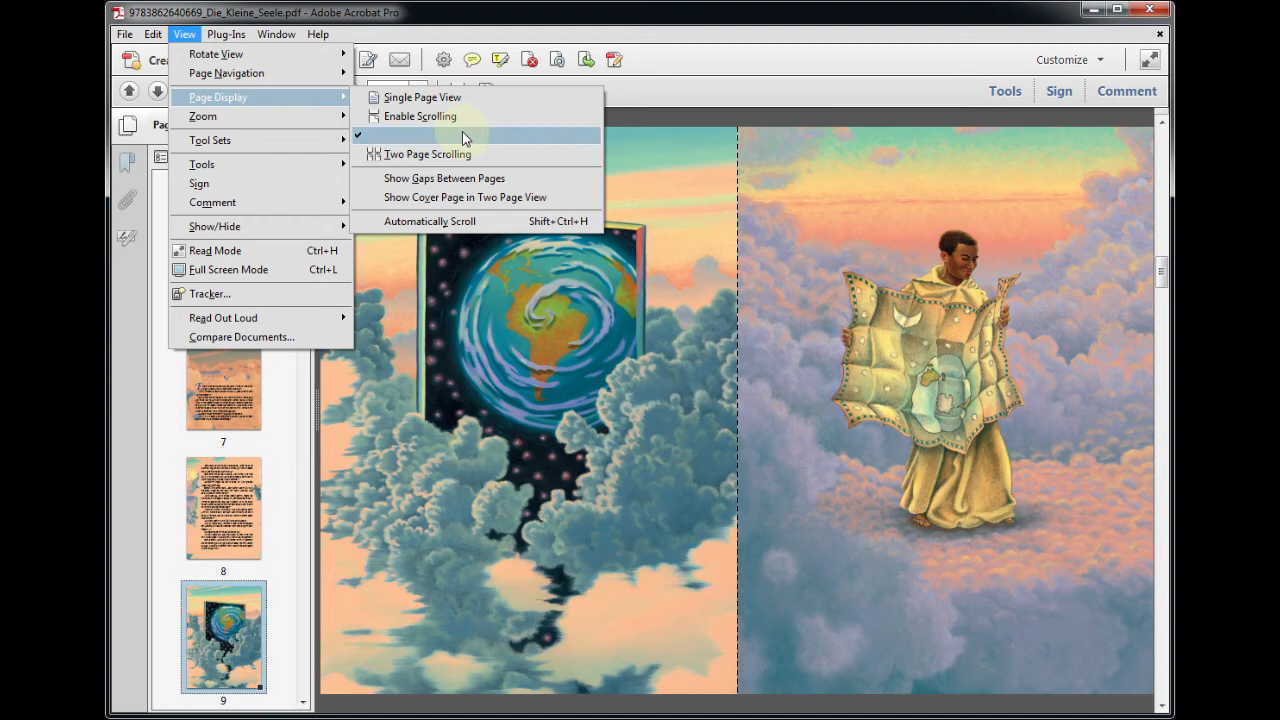 9783862640669_Die_Kleine_Seele.pdf - Adobe Acrobat Pro
File Edit View Plug-Ins Window Help
Customize
Tools Sign Comment
Rotate View
Page Navigation
Page Display
Zoom
Tool Sets
Tools
Sign
Comment
Show/Hide
Read Mode Ctrl+H
Full Screen Mode Ctrl+L
Tracker...
Read Out Loud
Compare Documents...
Single Page View
Enable Scrolling
Two Page Scrolling
Show Gaps Between Pages
Show Cover Page in Two Page View
Automatically Scroll Shift+Ctrl+H
7
8
9